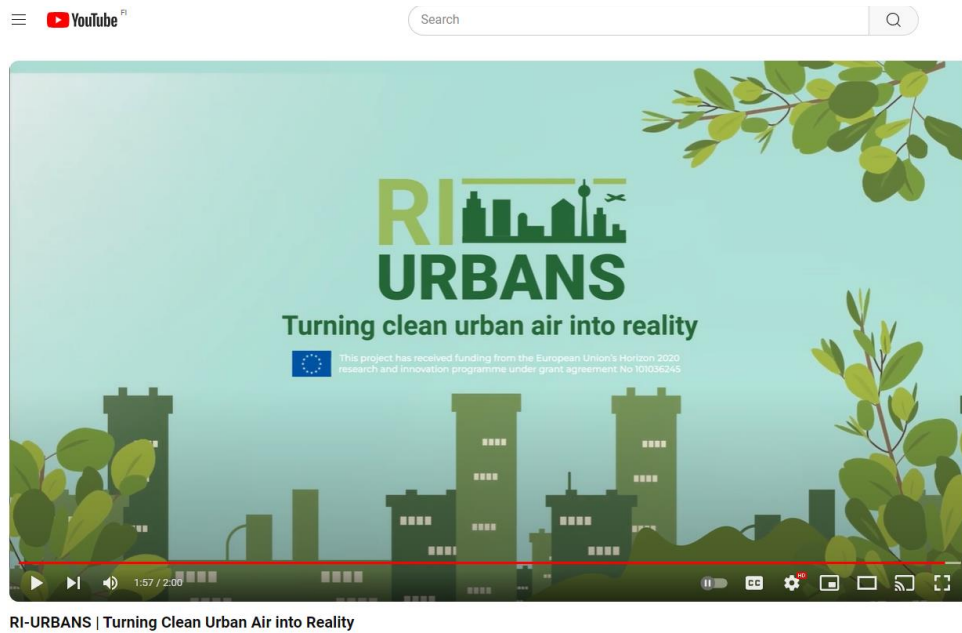 YouTube FI
Search
RI
URBANS
Turning clean urban air into reality
This project has received funding from the European Union's Horizon 2020
research and innovation programme under grant agreement No 101036245
1:57 / 2:00
CC
HD
RI-URBANS | Turning Clean Urban Air into Reality